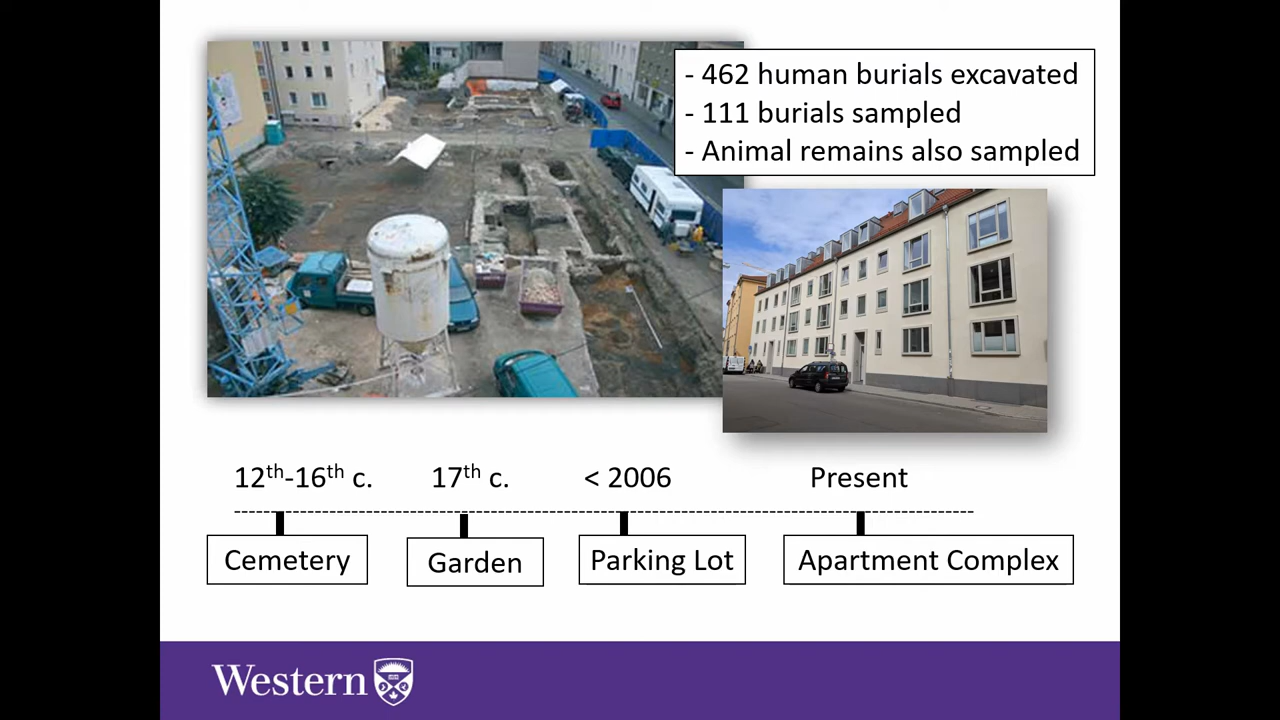 - 462 human burials excavated
- 111 burials sampled
- Animal remains also sampled
12th-16th c.
17th c.
< 2006
Present
Cemetery
Garden
Parking Lot
Apartment Complex
Western